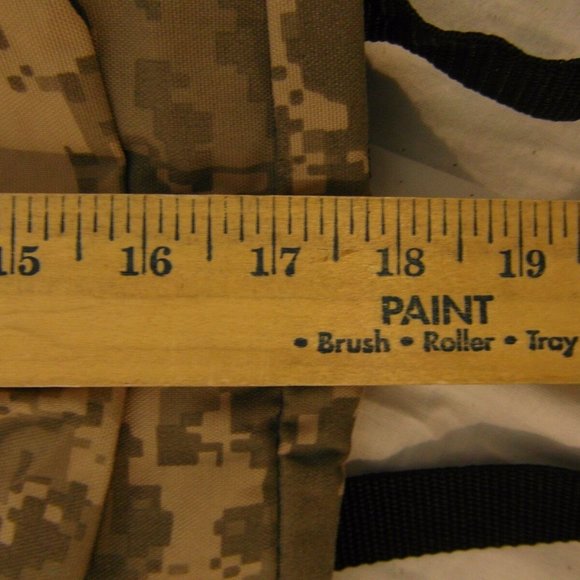 15 16 17 18 19
PAINT
• Brush • Roller • Tray